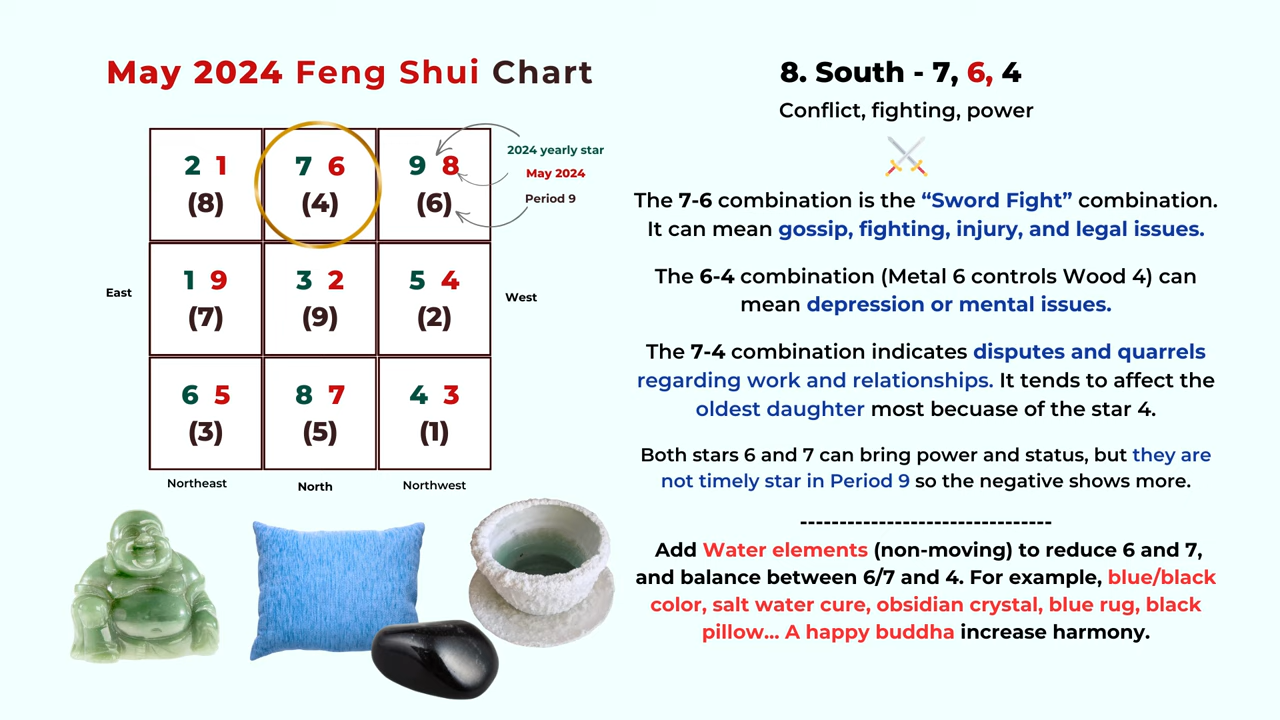 May 2024 Feng Shui Chart
2 1
(8)
7 6
(4)
9 8
(6)
2024 yearly star
May 2024
Period 9
East
1 9
(7)
3 2
(9)
5 4
(2)
West
6 5
(3)
8 7
(5)
4 3
(1)
Northeast
North
Northwest
8. South - 7, 6, 4
Conflict, fighting, power
The 7-6 combination is the “Sword Fight” combination.
It can mean gossip, fighting, injury, and legal issues.
The 6-4 combination (Metal 6 controls Wood 4) can
mean depression or mental issues.
The 7-4 combination indicates disputes and quarrels
regarding work and relationships. It tends to affect the
oldest daughter most becuase of the star 4.
Both stars 6 and 7 can bring power and status, but they are
not timely star in Period 9 so the negative shows more.
--------------------------------
Add Water elements (non-moving) to reduce 6 and 7,
and balance between 6/7 and 4. For example, blue/black
color, salt water cure, obsidian crystal, blue rug, black
pillow... A happy buddha increase harmony.